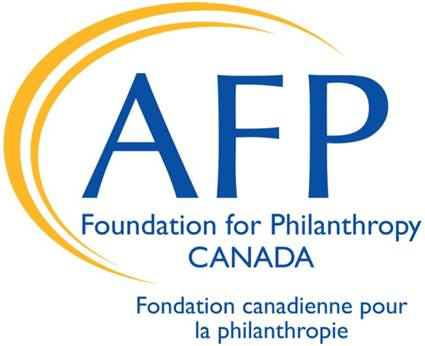 AFP
Foundation for Philanthropy
CANADA
Fondation canadienne pour
la philanthropie